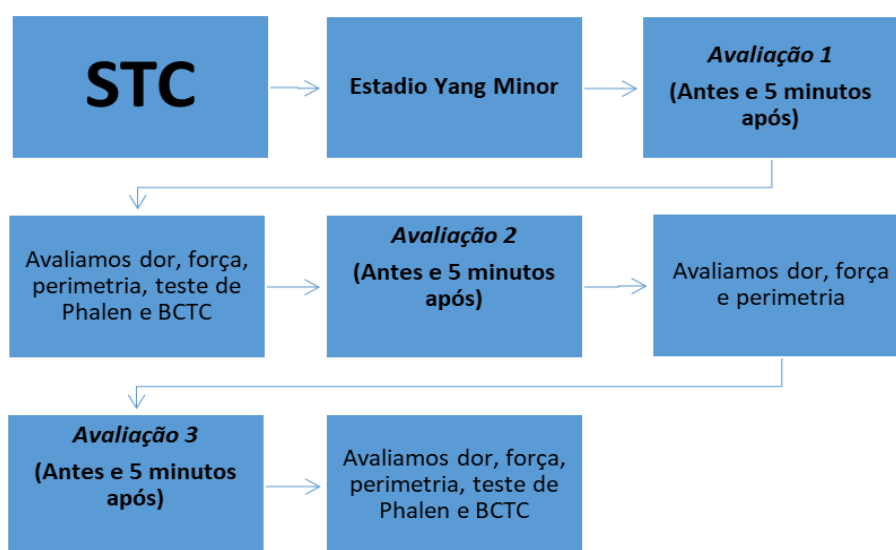 STC
Estadio Yang Minor
Avaliação 1
(Antes e 5 minutos
após)
Avaliamos dor, força,
perimetria, teste de
Phalen e BCTC
Avaliação 2
(Antes e 5 minutos
após)
Avaliamos dor, força
e perimetria
Avaliação 3
(Antes e 5 minutos
após)
Avaliamos dor, força,
perimetria, teste de
Phalen e BCTC